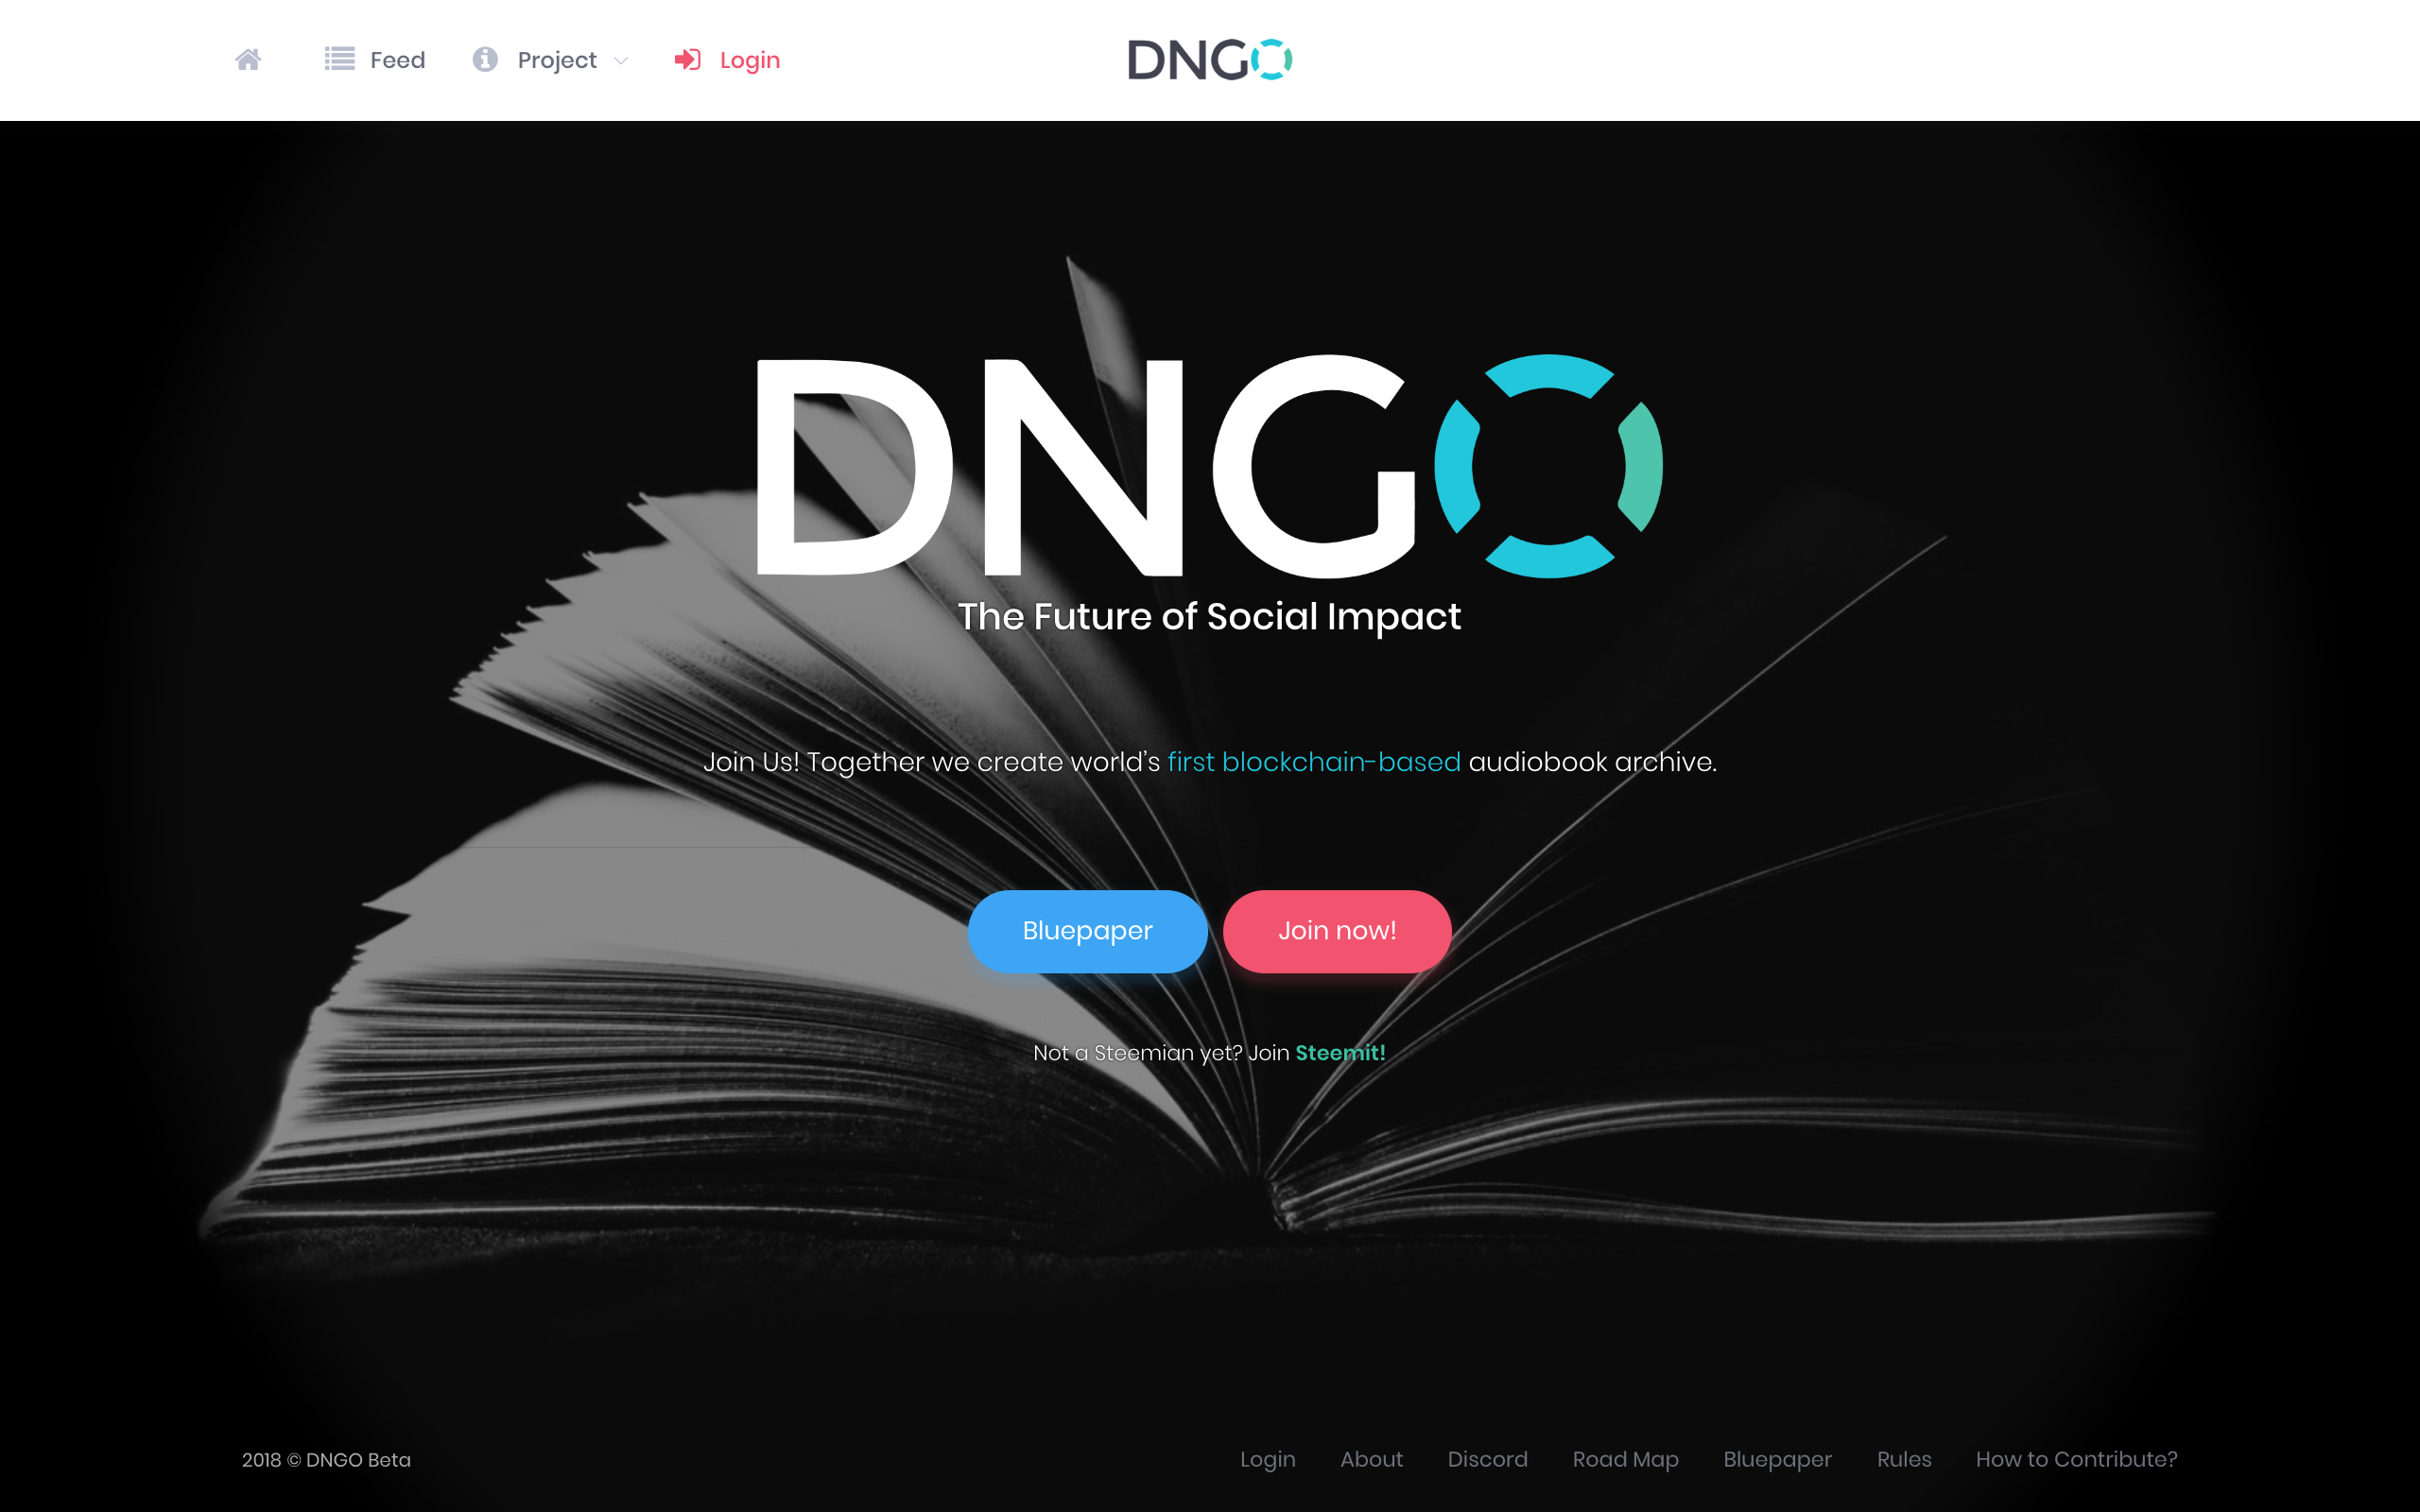 Feed Project Login DNGO
DNGO
The Future of Social Impact
Join Us! Together we create world's first blockchain-based audiobook archive.
Bluepaper Join now!
Not a Steemian yet? Join Steemit!
2018 © DNGO Beta Login About Discord Road Map Bluepaper Rules How to Contribute?